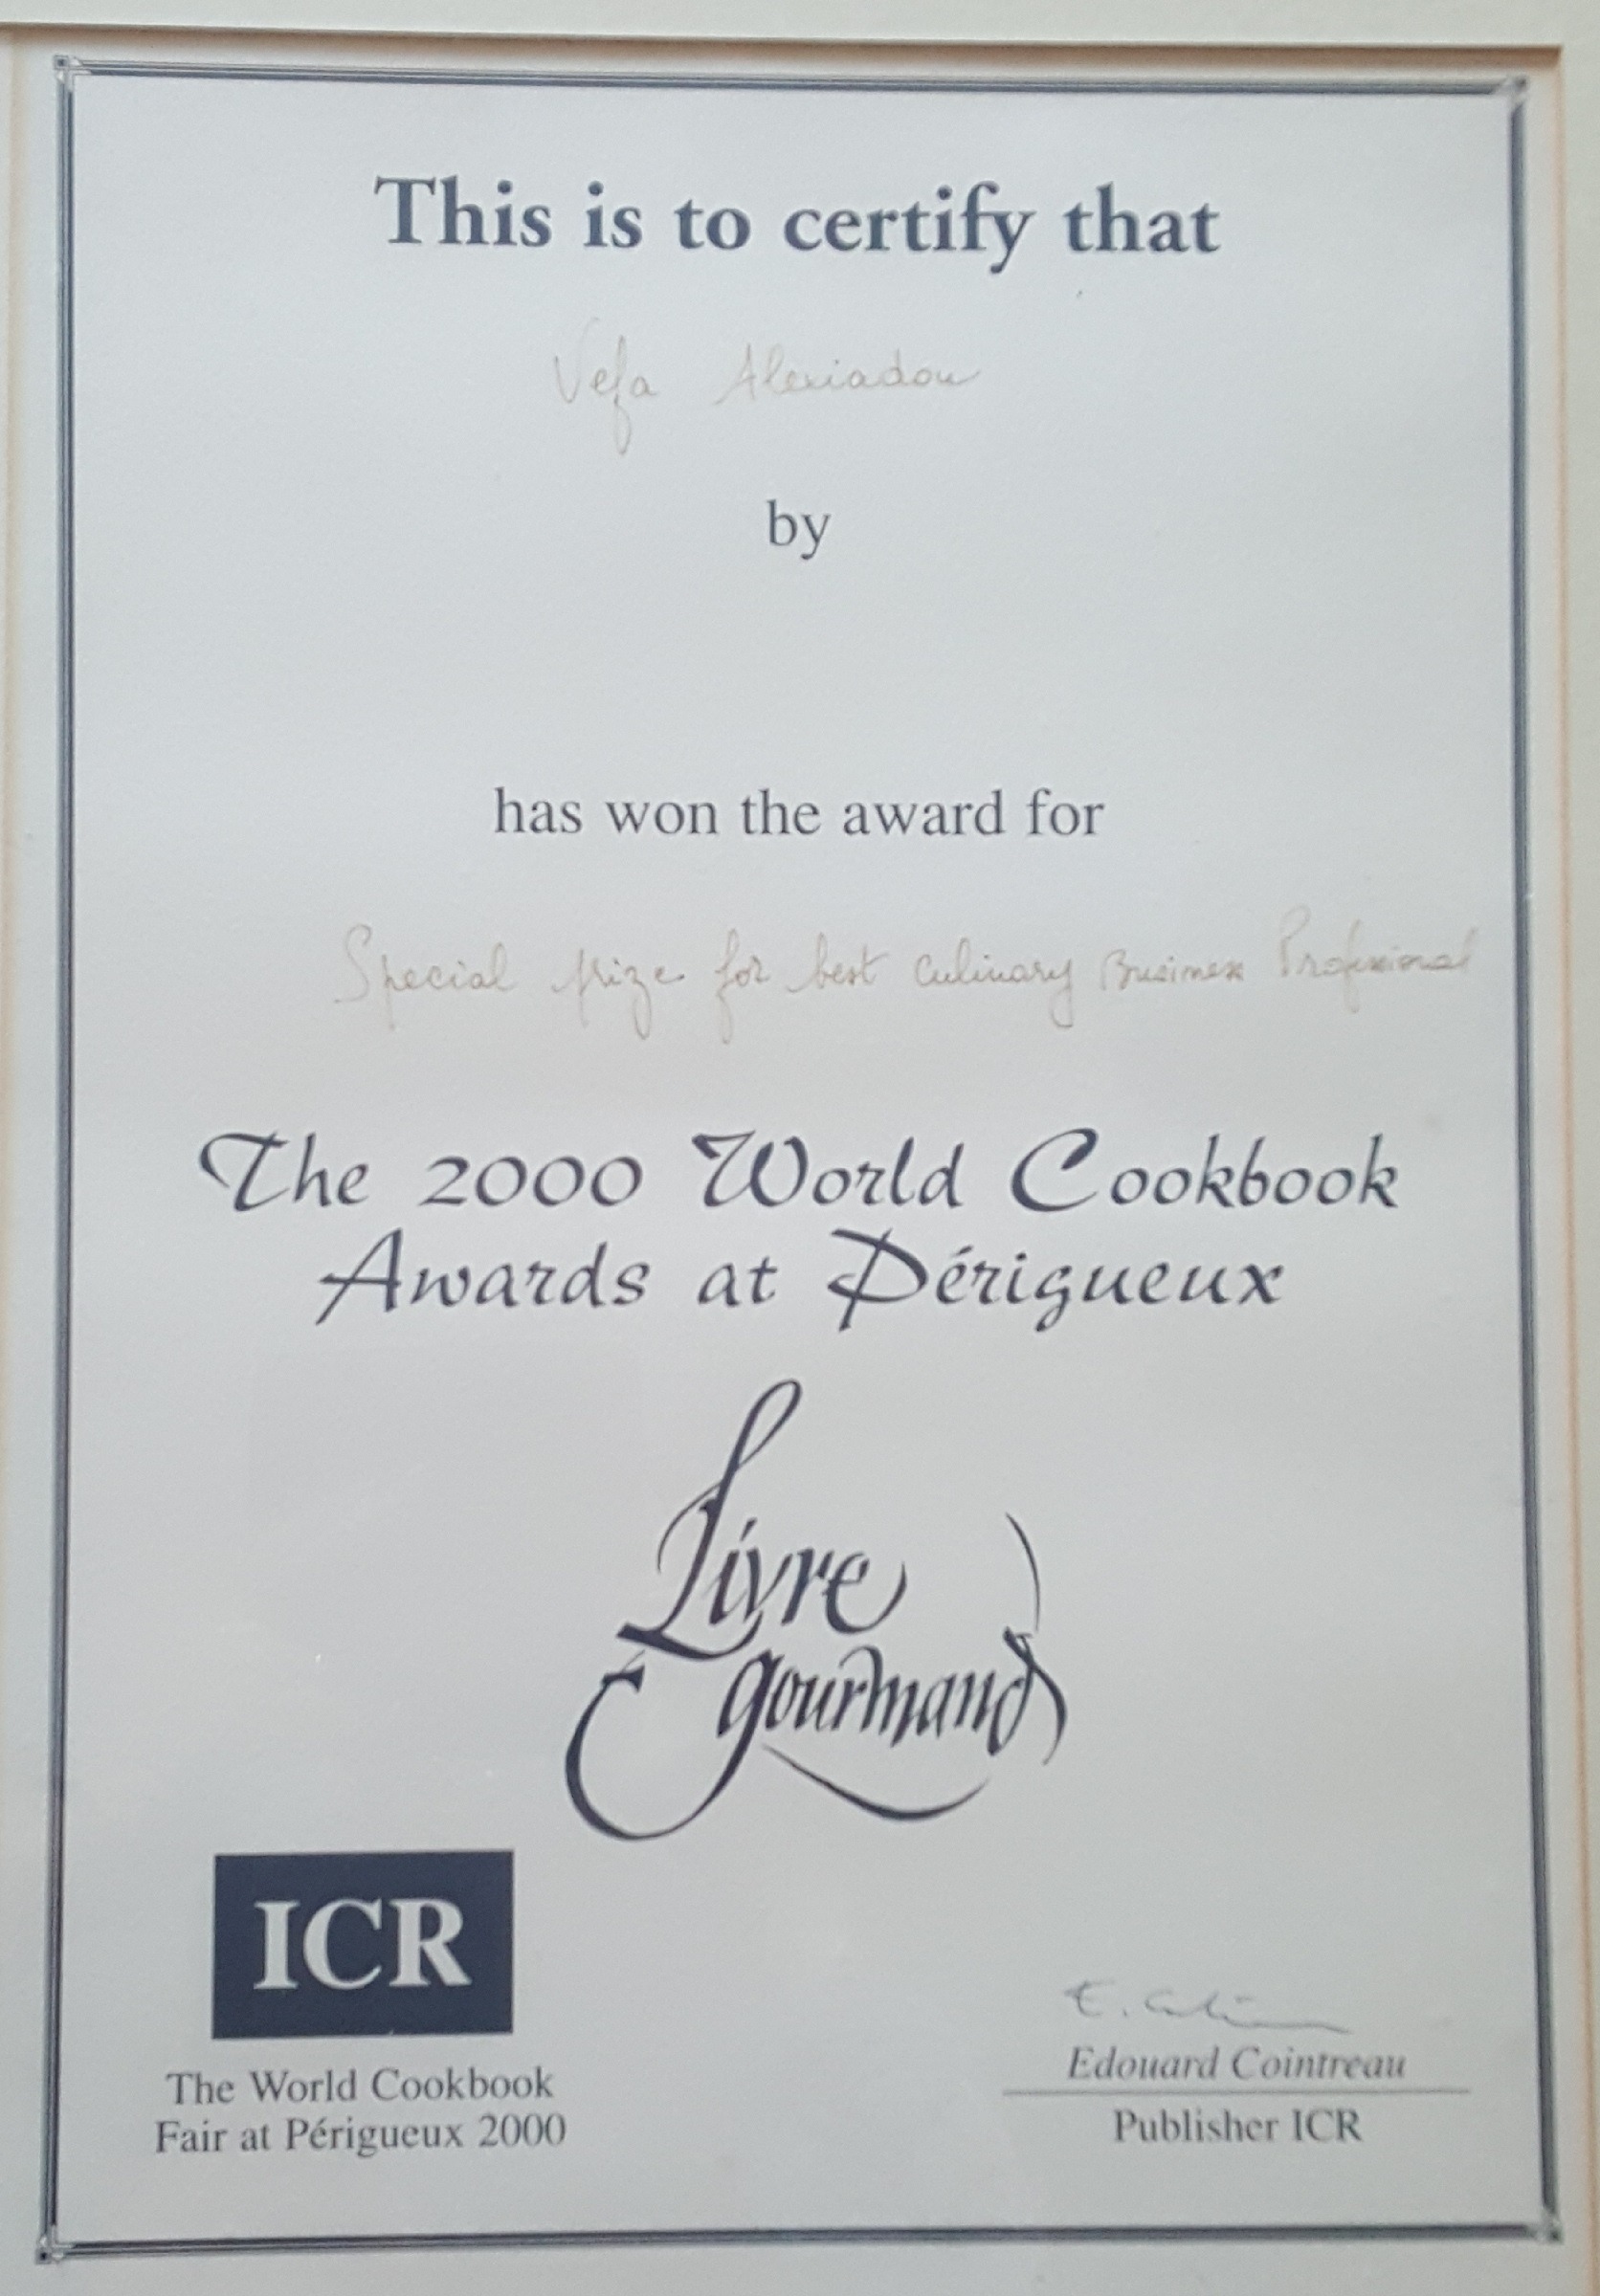 This is to certify that
Vefa Alexiadou
by
has won the award for
Special prize for best culinary Business Professional
The 2000 World Cookbook
Awards at Périgueux
Livre
gourmand
ICR
The World Cookbook
Fair at Périgueux 2000
Edouard Cointreau
Publisher ICR